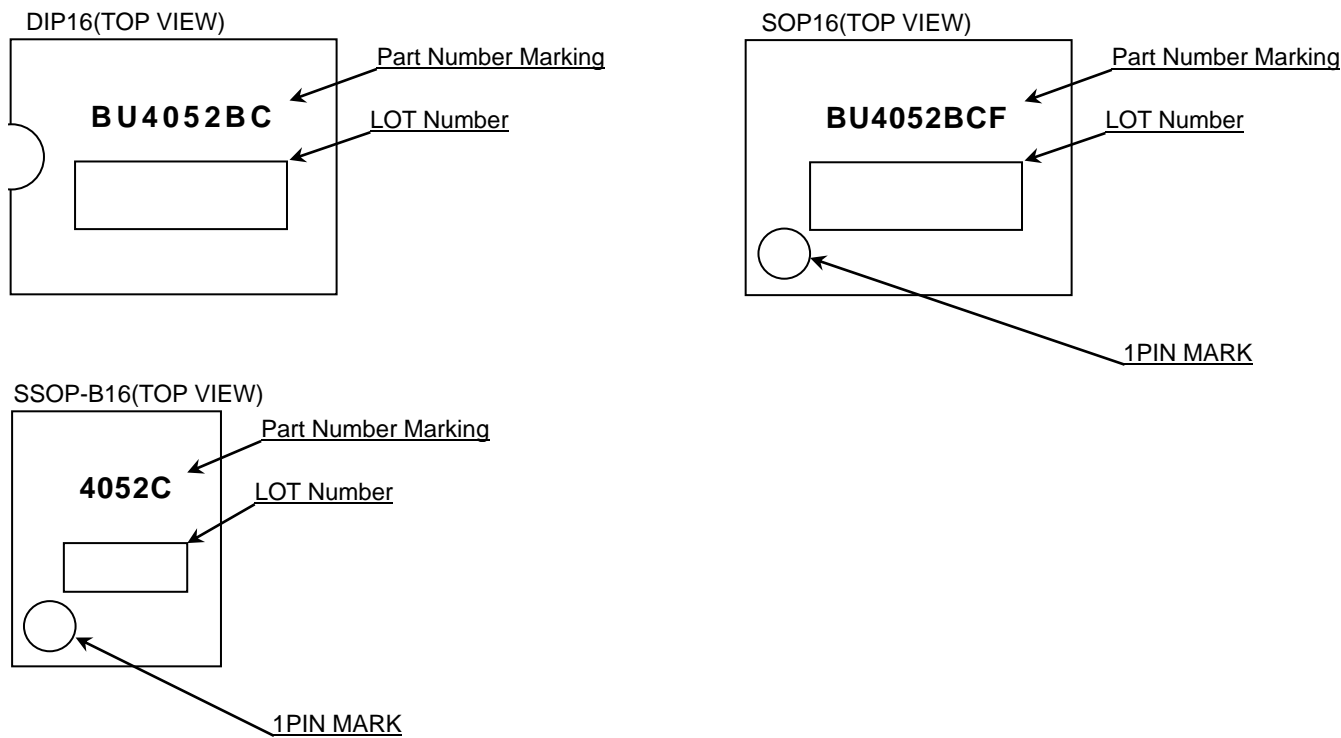 DIP16(TOP VIEW)
Part Number Marking
BU4052BC
LOT Number
SOP16(TOP VIEW)
Part Number Marking
BU4052BCF
LOT Number
1PIN MARK
SSOP-B16(TOP VIEW)
Part Number Marking
4052C
LOT Number
1PIN MARK